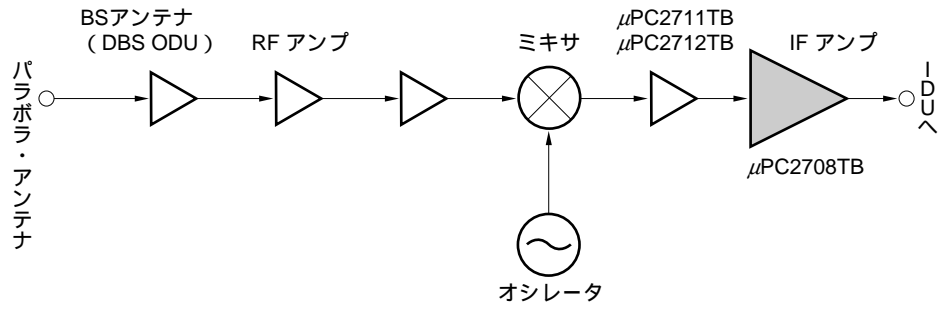 BSアンテナ
（DBS ODU）
RF アンプ
ミキサ
μPC2711TB
μPC2712TB
IF アンプ
パラボラ・アンテナ
IDUへ
μPC2708TB
オシレータ